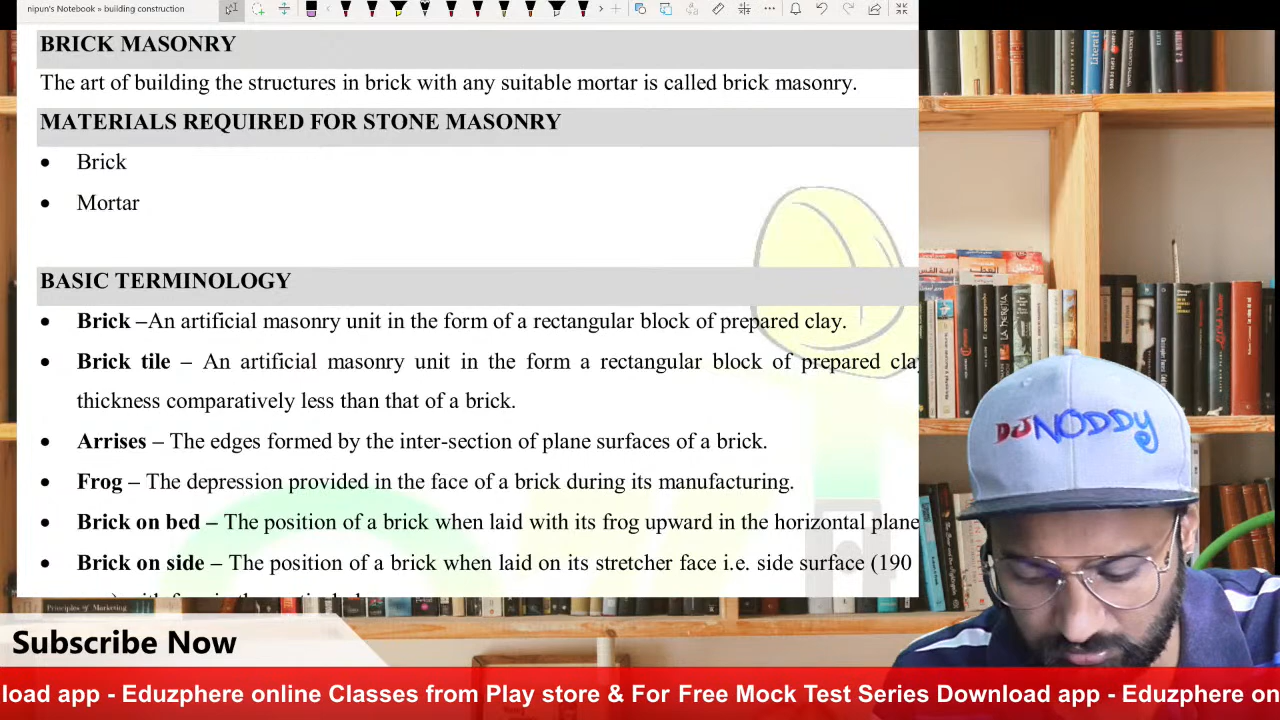 nipun's Notebook » building construction
BRICK MASONRY
The art of building the structures in brick with any suitable mortar is called brick masonry.
MATERIALS REQUIRED FOR STONE MASONRY
• Brick
• Mortar
BASIC TERMINOLOGY
• Brick –An artificial masonry unit in the form of a rectangular block of prepared clay.
• Brick tile – An artificial masonry unit in the form a rectangular block of prepared
thickness comparatively less than that of a brick.
• Arrises – The edges formed by the inter-section of plane surfaces of a brick.
• Frog – The depression provided in the face of a brick during its manufacturing.
• Brick on bed – The position of a brick when laid with its frog upward in the horizontal plane
• Brick on side – The position of a brick when laid on its stretcher face i.e. side surface (190
DJNODDY
Principles of Marketing
Subscribe Now
load app - Eduzphere online Classes from Play store & For Free Mock Test Series Download app - Eduzphere on